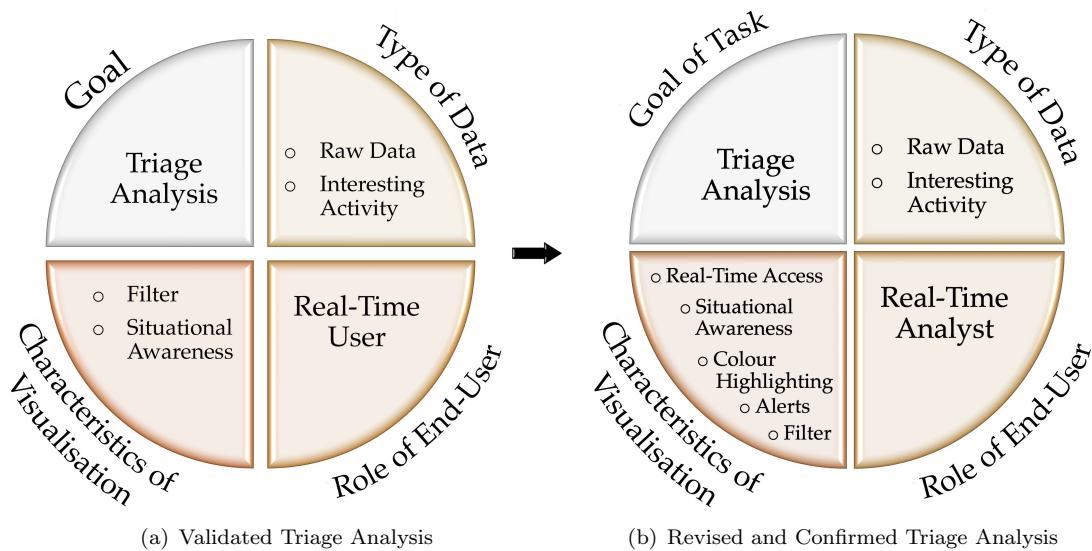 Goal
Type of Data
Triage
Analysis
○ Raw Data
○ Interesting
Activity
○ Filter
○ Situational
Awareness
Real-Time
User
Characteristics of
Visualisation
Role of End-User
(a) Validated Triage Analysis
Goal of Task
Type of Data
Triage
Analysis
○ Raw Data
○ Interesting
Activity
○ Real-Time Access
○ Situational
Awareness
○ Colour
Highlighting
○ Alerts
○ Filter
Real-Time
Analyst
Characteristics of
Visualisation
Role of End-User
(b) Revised and Confirmed Triage Analysis